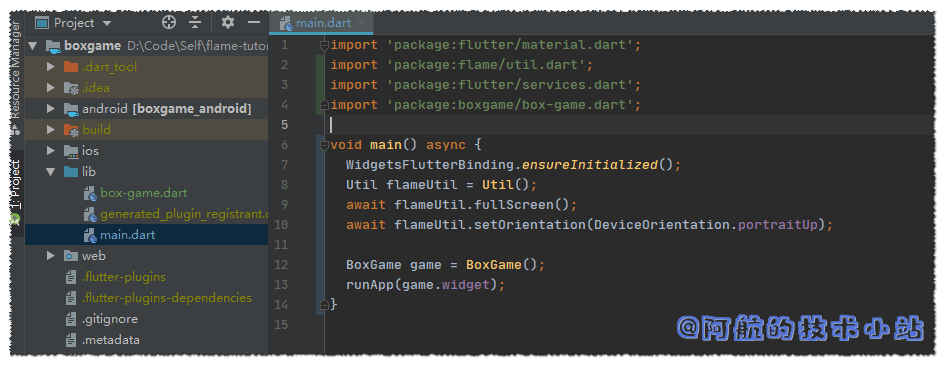 Project
main.dart
Resource Manager
1: Project
boxgame D:\Code\Self\flame-tutor
.dart_tool
.idea
android [boxgame_android]
build
ios
lib
box-game.dart
generated_plugin_registrant.d
main.dart
web
.flutter-plugins
.flutter-plugins-dependencies
.gitignore
.metadata
1 import 'package:flutter/material.dart';
2 import 'package:flame/util.dart';
3 import 'package:flutter/services.dart';
4 import 'package:boxgame/box-game.dart';
5
6 void main() async {
7 WidgetsFlutterBinding.ensureInitialized();
8 Util flameUtil = Util();
9 await flameUtil.fullScreen();
10 await flameUtil.setOrientation(DeviceOrientation.portraitUp);
11
12 BoxGame game = BoxGame();
13 runApp(game.widget);
14 }
15
@阿航的技术小站